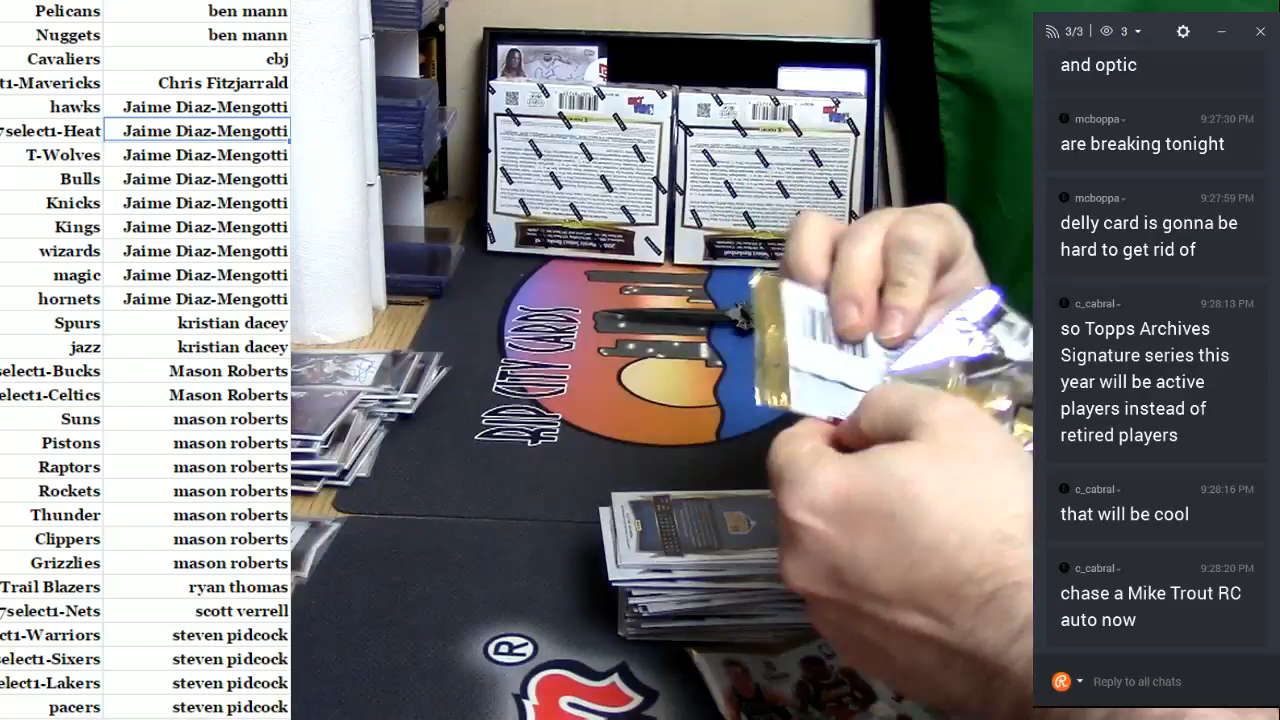 Pelicans ben mann
Nuggets ben mann
Cavaliers cbj
t1-Mavericks Chris Fitzjarrald
hawks Jaime Diaz-Mengotti
7select1-Heat Jaime Diaz-Mengotti
T-Wolves Jaime Diaz-Mengotti
Bulls Jaime Diaz-Mengotti
Knicks Jaime Diaz-Mengotti
Kings Jaime Diaz-Mengotti
wizards Jaime Diaz-Mengotti
magic Jaime Diaz-Mengotti
hornets Jaime Diaz-Mengotti
Spurs kristian dacey
jazz kristian dacey
select1-Bucks Mason Roberts
elect1-Celtics Mason Roberts
Suns mason roberts
Pistons mason roberts
Raptors mason roberts
Rockets mason roberts
Thunder mason roberts
Clippers mason roberts
Grizzlies mason roberts
Trail Blazers ryan thomas
7select1-Nets scott verrell
ct1-Warriors steven pidcock
select1-Sixers steven pidcock
elect1-Lakers steven pidcock
pacers steven pidcock
RIP CITY CARDS
®
3/3 3
and optic
mcboppa 9:27:30 PM
are breaking tonight
mcboppa 9:27:59 PM
delly card is gonna be
hard to get rid of
c_cabral 9:28:13 PM
so Topps Archives
Signature series this
year will be active
players instead of
retired players
c_cabral 9:28:16 PM
that will be cool
c_cabral 9:28:20 PM
chase a Mike Trout RC
auto now
Reply to all chats